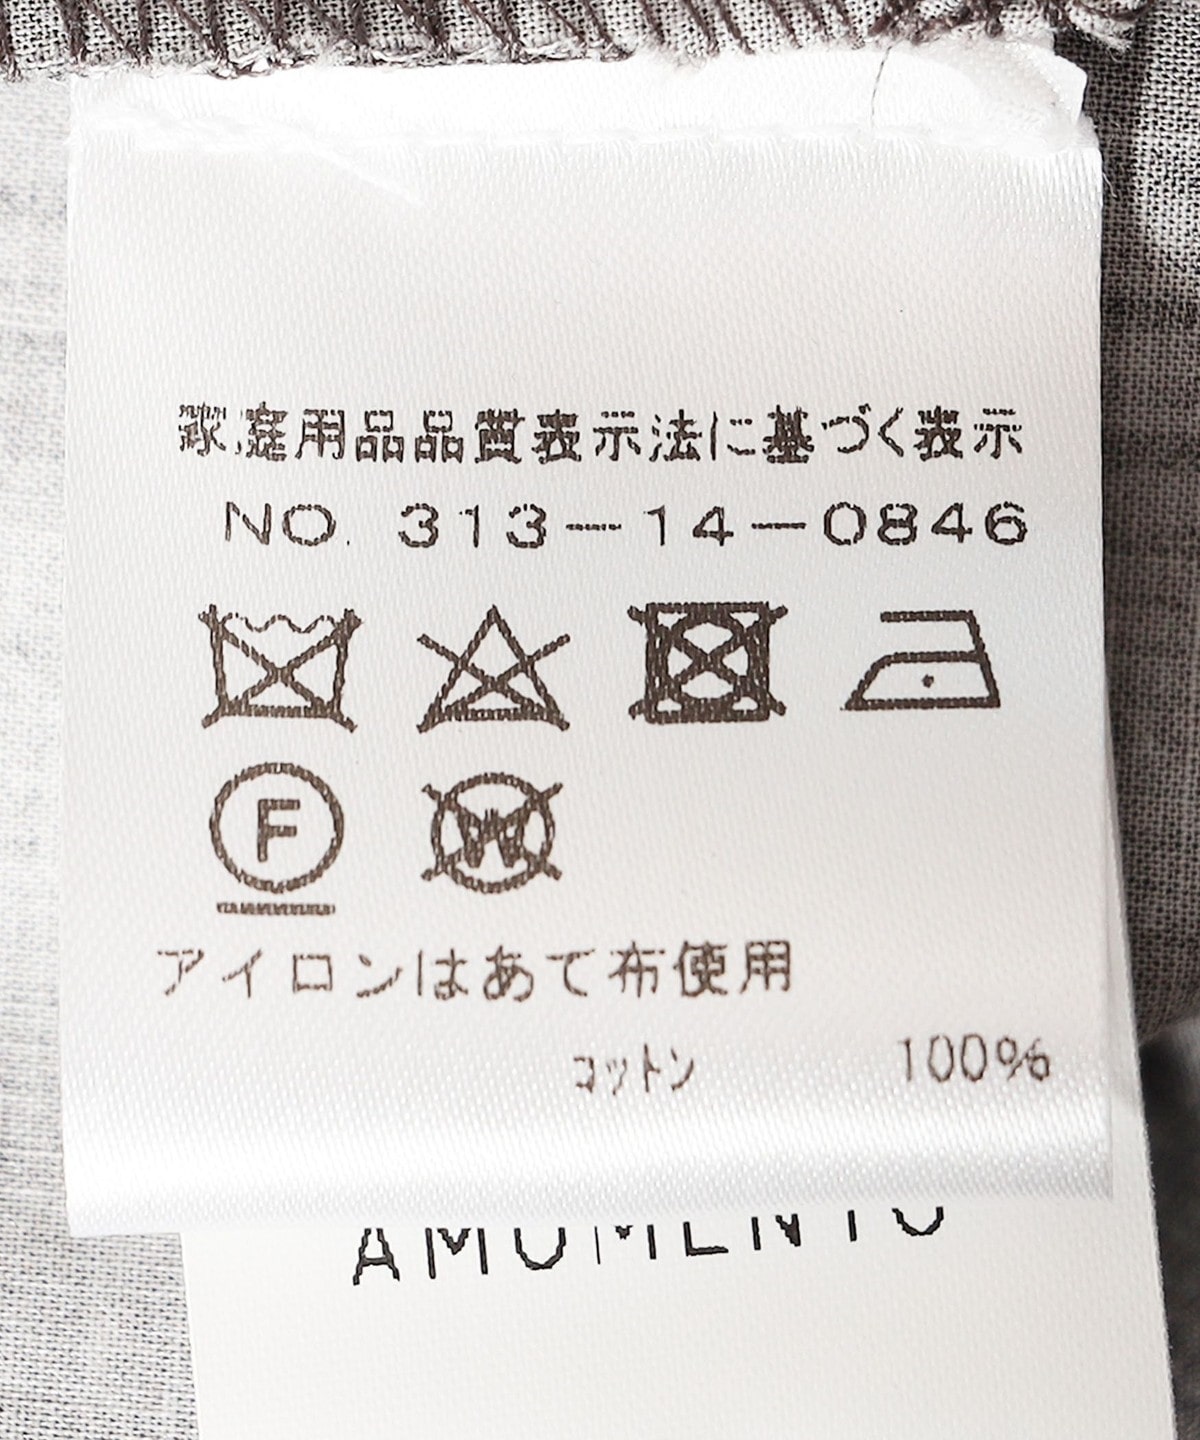 家庭用品品質表示法に基づく表示
NO. 313-14-0846
F
W
アイロンはあて布使用
コットン 100%
AMOMENTO